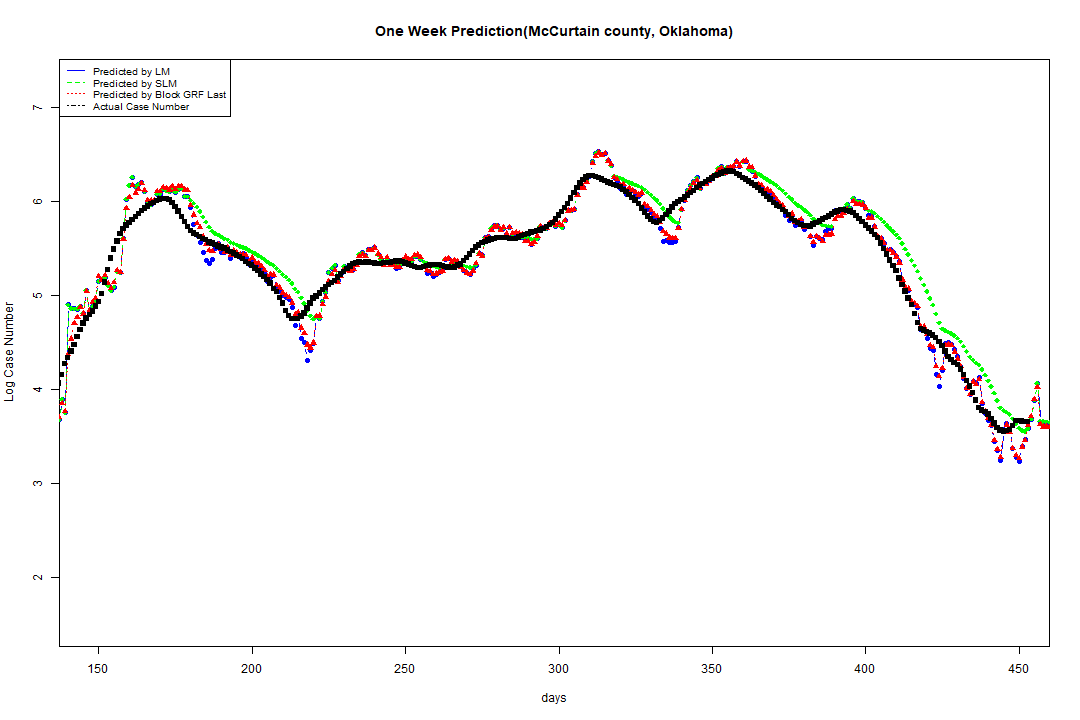 One Week Prediction(McCurtain county, Oklahoma)
Predicted by LM
Predicted by SLM
Predicted by Block GRF Last
Actual Case Number
7
6
5
4
3
2
Log Case Number
150 200 250 300 350 400 450
days